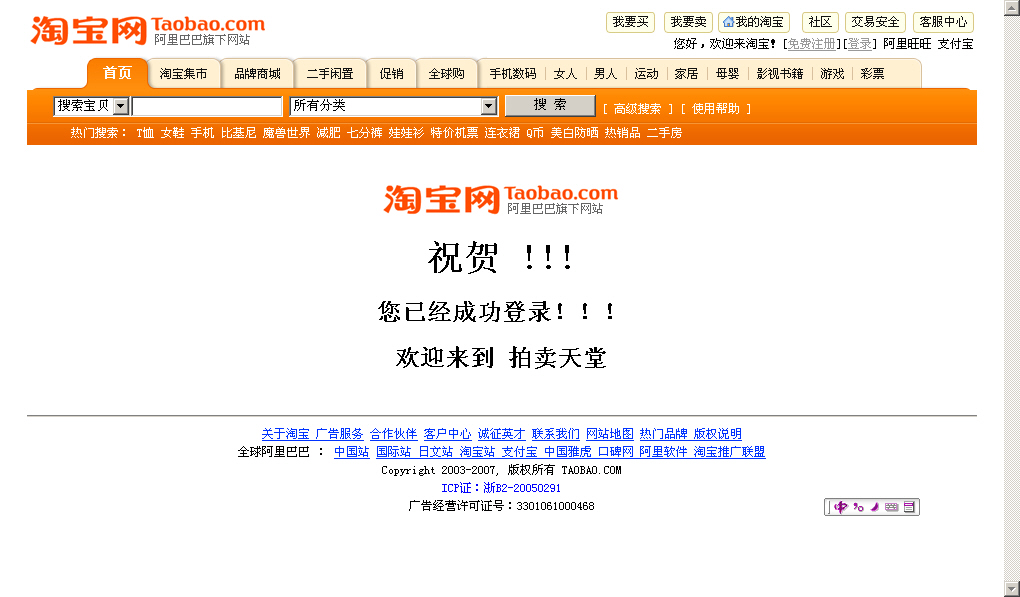 淘宝网 Taobao.com
阿里巴巴旗下网站
我要买 我要卖 我的淘宝 社区 交易安全 客服中心
您好，欢迎来淘宝！ [免费注册][登录] 阿里旺旺 支付宝
首页 淘宝集市 品牌商城 二手闲置 促销 全球购 手机数码 女人 男人 运动 家居 母婴 影视书籍 游戏 彩票
搜索宝贝 所有分类 搜 索 [ 高级搜索 ] [ 使用帮助 ]
热门搜索： T恤 女鞋 手机 比基尼 魔兽世界 减肥 七分裤 娃娃衫 特价机票 连衣裙 Q币 美白防晒 热销品 二手房
淘宝网 Taobao.com
阿里巴巴旗下网站
祝贺 !!!
您已经成功登录！！！
欢迎来到 拍卖天堂
关于淘宝 广告服务 合作伙伴 客户中心 诚征英才 联系我们 网站地图 热门品牌 版权说明
全球阿里巴巴 ： 中国站 国际站 日文站 淘宝站 支付宝 中国雅虎 口碑网 阿里软件 淘宝推广联盟
Copyright 2003-2007, 版权所有 TAOBAO.COM
ICP证：浙B2-20050291
广告经营许可证号：3301061000468
中